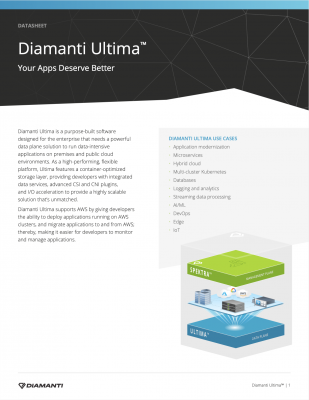 DATASHEET
Diamanti Ultima™
Your Apps Deserve Better
Diamanti Ultima is a purpose-built software
designed for the enterprise that needs a powerful
data plane solution to run data-intensive
applications on premises and public cloud
environments. As a high performing, flexible
platform, Ultima features a container-optimized
storage layer, providing developers with integrated
data services, advanced CSI and CNI plugins,
and I/O acceleration to provide a highly scalable
solution that's unmatched.
Diamanti Ultima supports AWS by giving developers
the ability to deploy applications running on AWS
clusters, and migrate applications to and from AWS;
thereby, making it easier for developers to monitor
and manage applications.
DIAMANTI ULTIMA USE CASES
Application modernization
Microservices
Hybrid cloud
Multi-cluster Kubernetes
Databases
Logging and analytics
Streaming data processing
AI/ML
DevOps
Edge
IoT
SPEKTRA™
ULTIMA™
DIAMANTI
Diamanti Ultima™ | 1